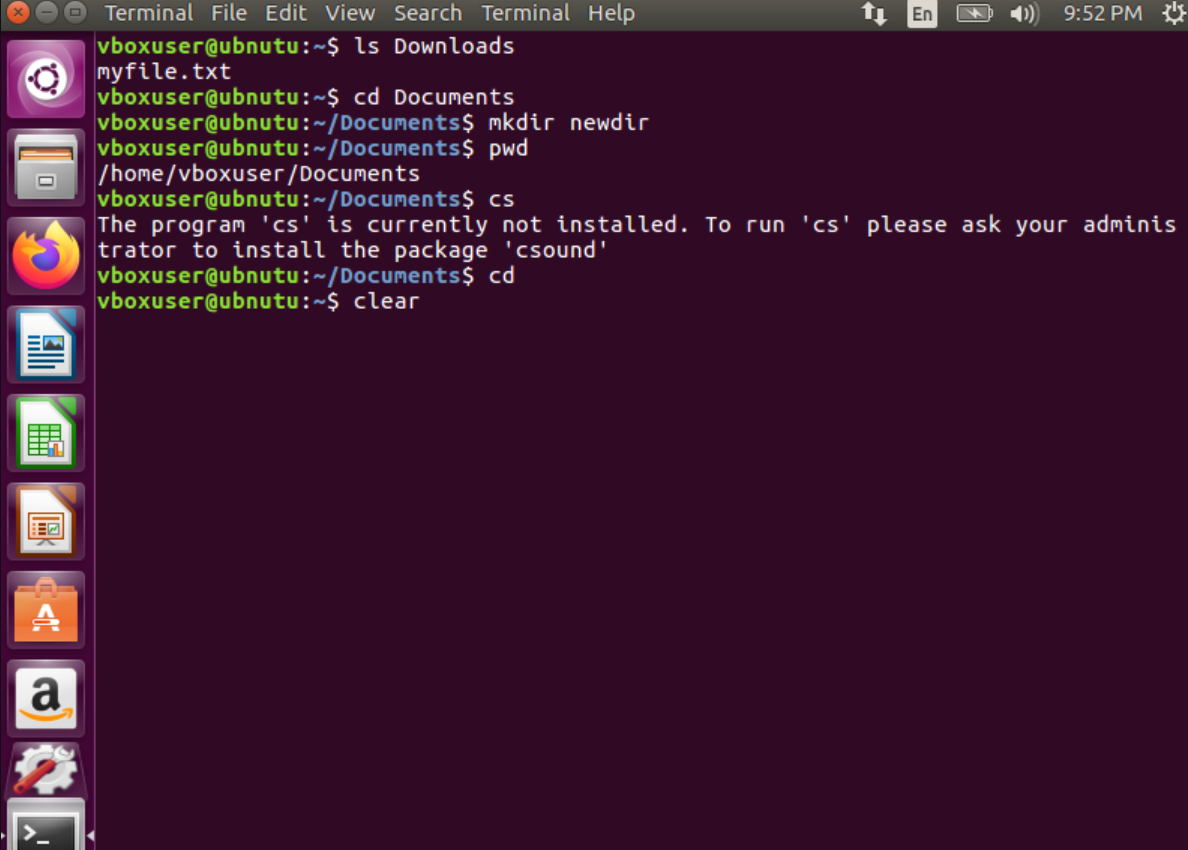 Terminal File Edit View Search Terminal Help En 9:52 PM
vboxuser@ubnutu:~$ ls Downloads
myfile.txt
vboxuser@ubnutu:~$ cd Documents
vboxuser@ubnutu:~/Documents$ mkdir newdir
vboxuser@ubnutu:~/Documents$ pwd
/home/vboxuser/Documents
vboxuser@ubnutu:~/Documents$ cs
The program 'cs' is currently not installed. To run 'cs' please ask your adminis
trator to install the package 'csound'
vboxuser@ubnutu:~/Documents$ cd
vboxuser@ubnutu:~$ clear